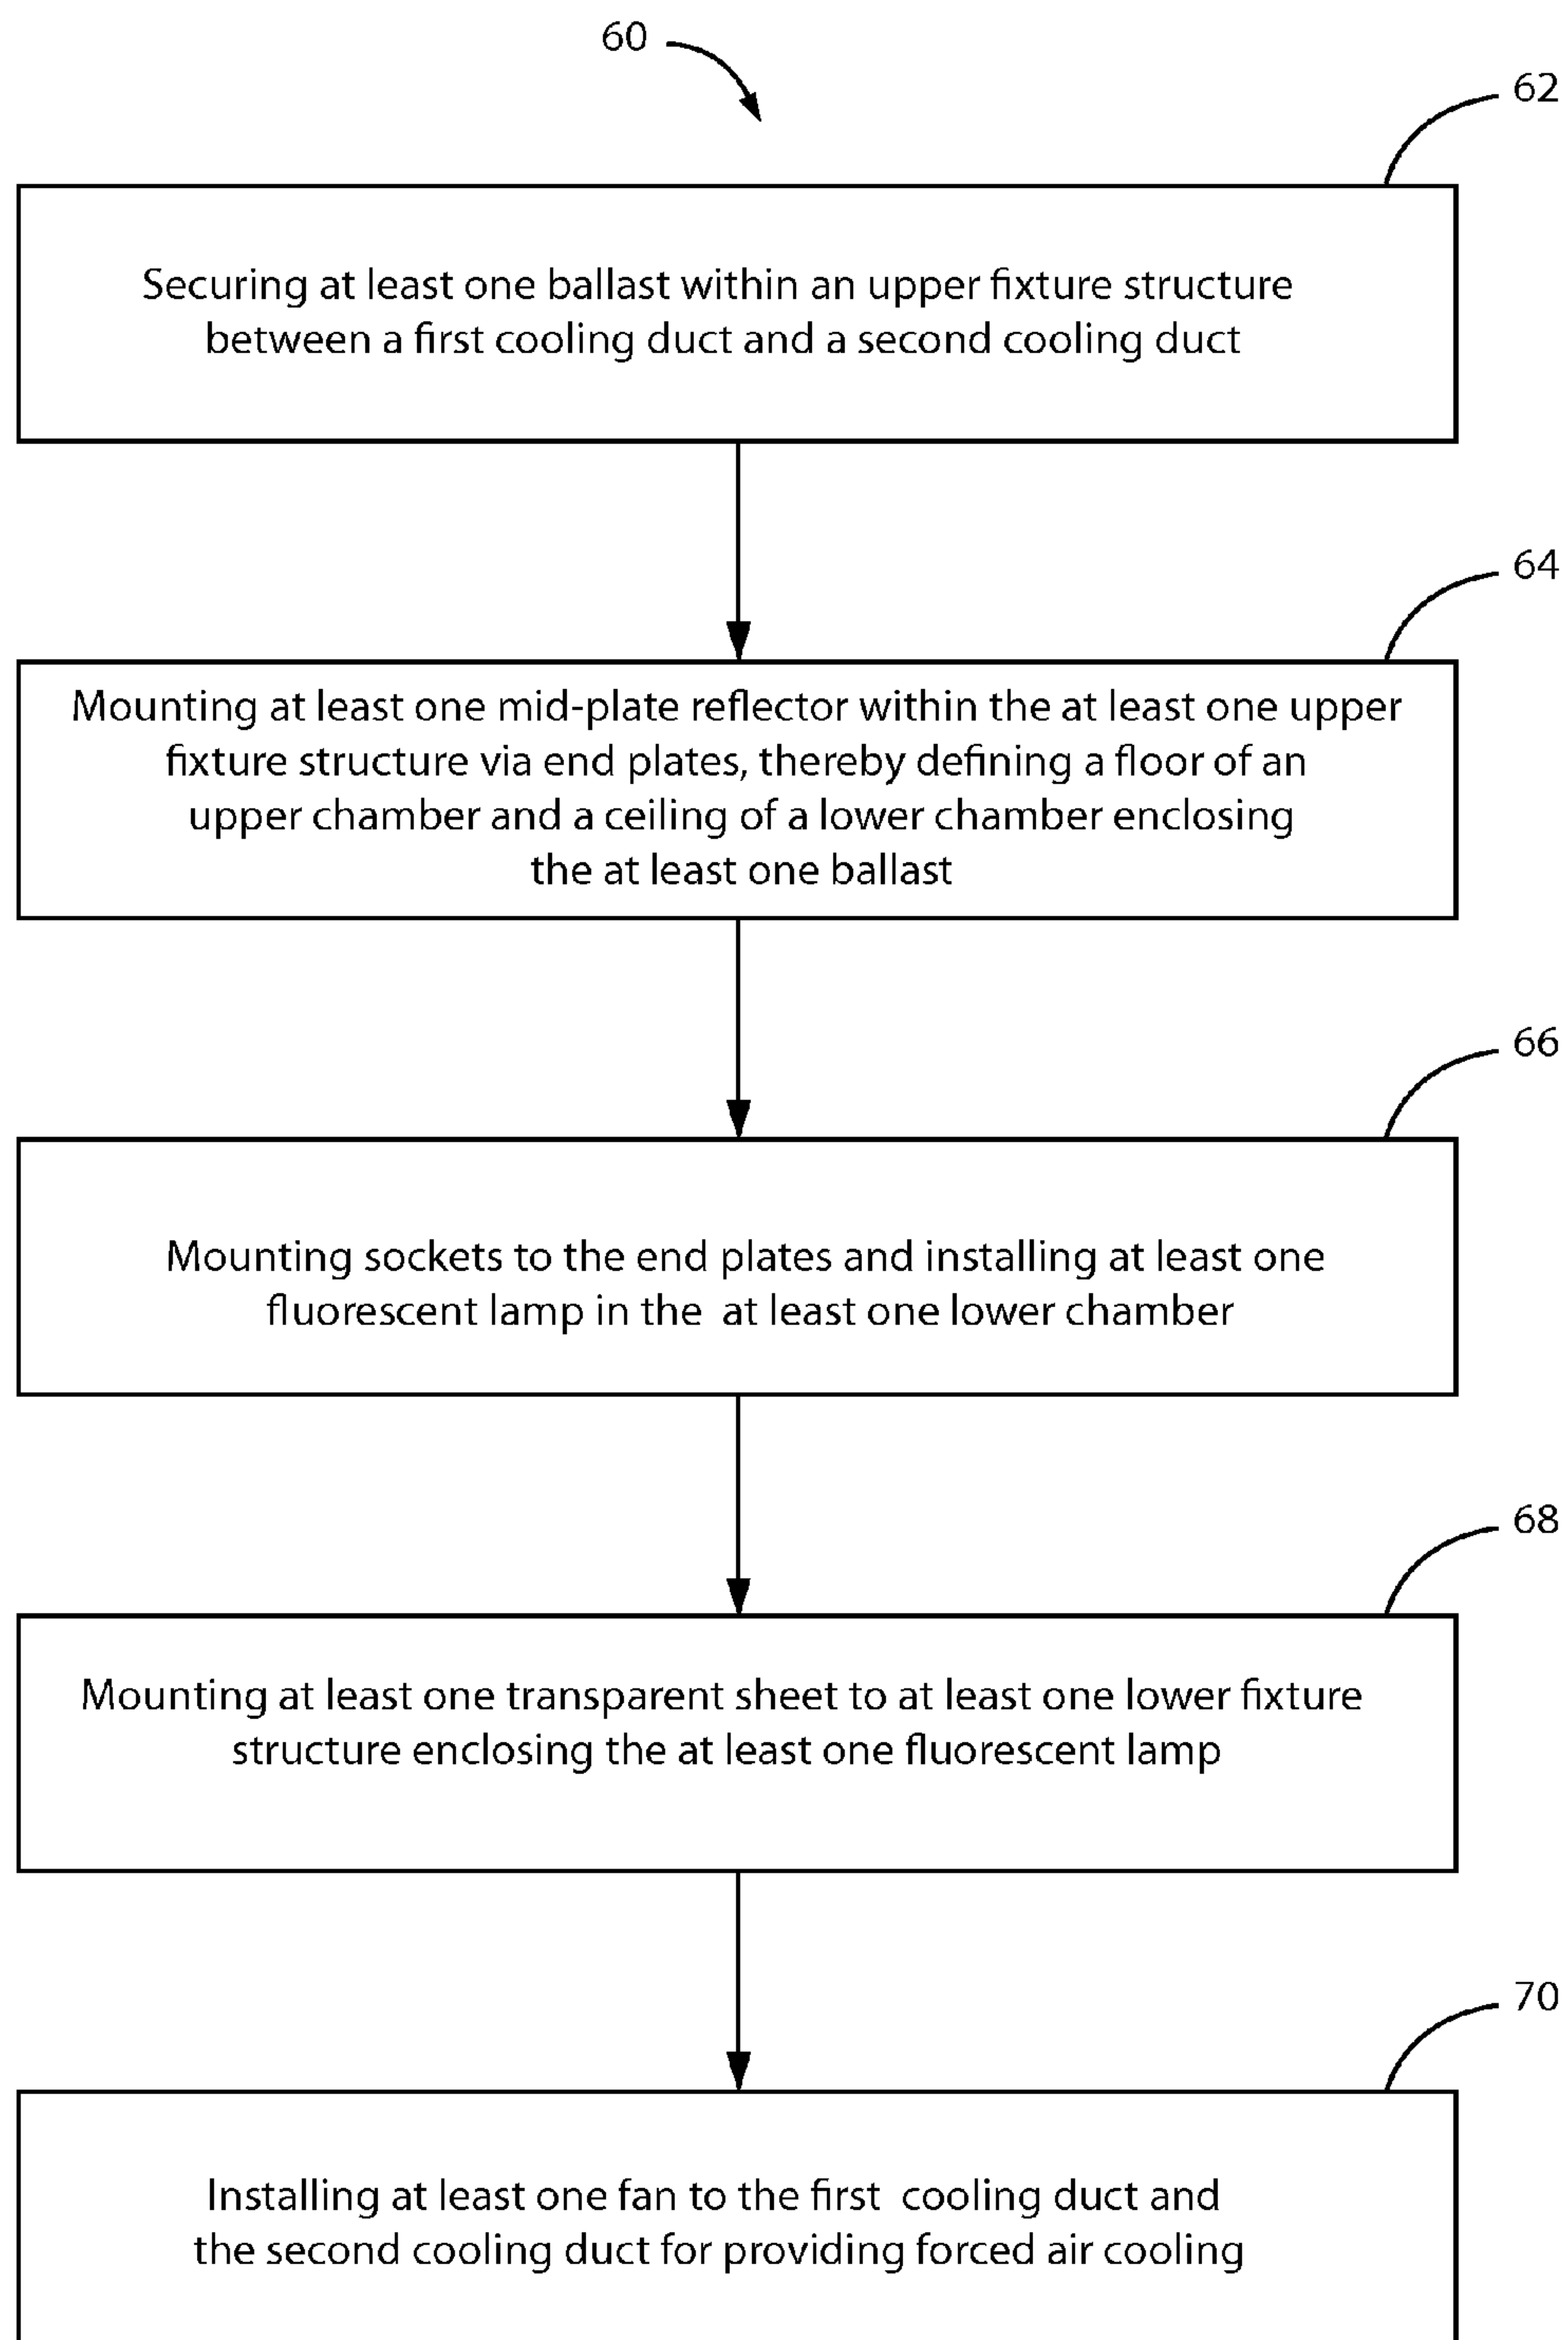 60
62
Securing at least one ballast within an upper fixture structure
between a first cooling duct and a second cooling duct
64
Mounting at least one mid-plate reflector within the at least one upper
fixture structure via end plates, thereby defining a floor of an
upper chamber and a ceiling of a lower chamber enclosing
the at least one ballast
66
Mounting sockets to the end plates and installing at least one
fluorescent lamp in the at least one lower chamber
68
Mounting at least one transparent sheet to at least one lower fixture
structure enclosing the at least one fluorescent lamp
70
Installing at least one fan to the first cooling duct and
the second cooling duct for providing forced air cooling